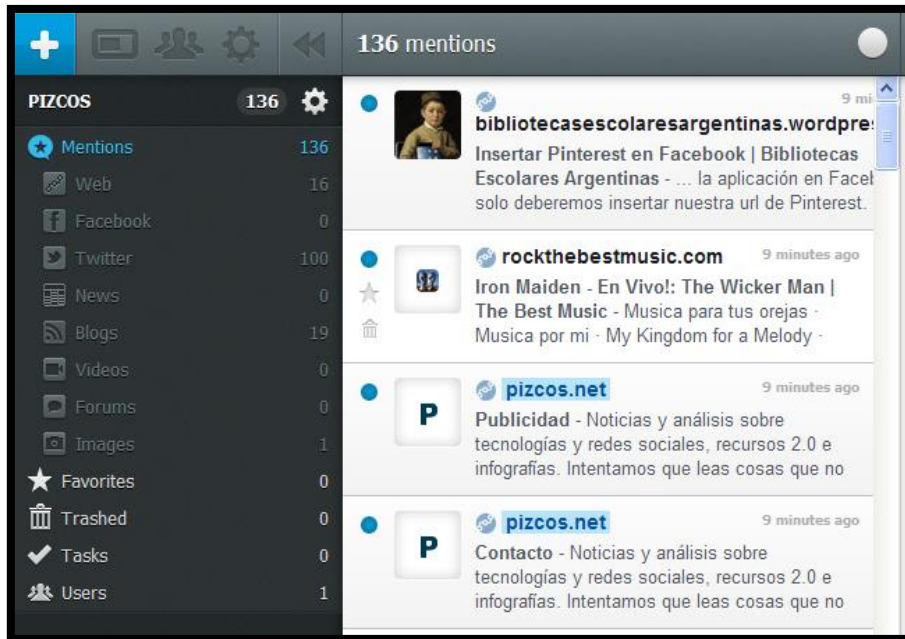 136 mentions
PIZCOS 136
Mentions 136
Web 16
Facebook 0
Twitter 100
News 0
Blogs 19
Videos 0
Forums 0
Images 1
Favorites 0
Trashed 0
Tasks 0
Users 1
9 mi
bibliotecasescolaresargentinas.wordpre
Insertar Pinterest en Facebook | Bibliotecas
Escolares Argentinas - ... la aplicación en Face
solo deberemos insertar nuestra url de Pinterest.
rockthebestmusic.com 9 minutes ago
Iron Maiden - En Vivo!: The Wicker Man |
The Best Music - Musica para tus orejas ·
Musica por mi · My Kingdom for a Melody ·
P
pizcos.net 9 minutes ago
Publicidad - Noticias y análisis sobre
tecnologías y redes sociales, recursos 2.0 e
infografías. Intentamos que leas cosas que no
P
pizcos.net 9 minutes ago
Contacto - Noticias y análisis sobre
tecnologías y redes sociales, recursos 2.0 e
infografías. Intentamos que leas cosas que no